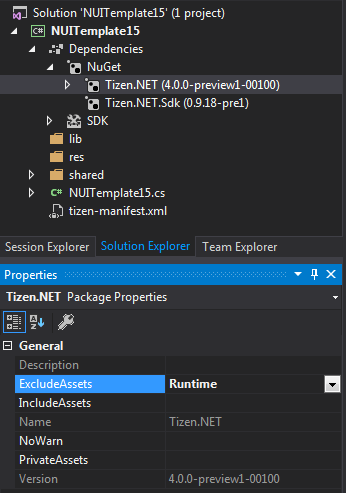 Solution 'NUITemplate15' (1 project)
NUITemplate15
Dependencies
NuGet
Tizen.NET (4.0.0-preview1-00100)
Tizen.NET.Sdk (0.9.18-pre1)
SDK
lib
res
shared
C# NUITemplate15.cs
tizen-manifest.xml
Session Explorer Solution Explorer Team Explorer
Properties
Tizen.NET Package Properties
General
Description
ExcludeAssets Runtime
IncludeAssets
Name Tizen.NET
NoWarn
PrivateAssets
Version 4.0.0-preview1-00100